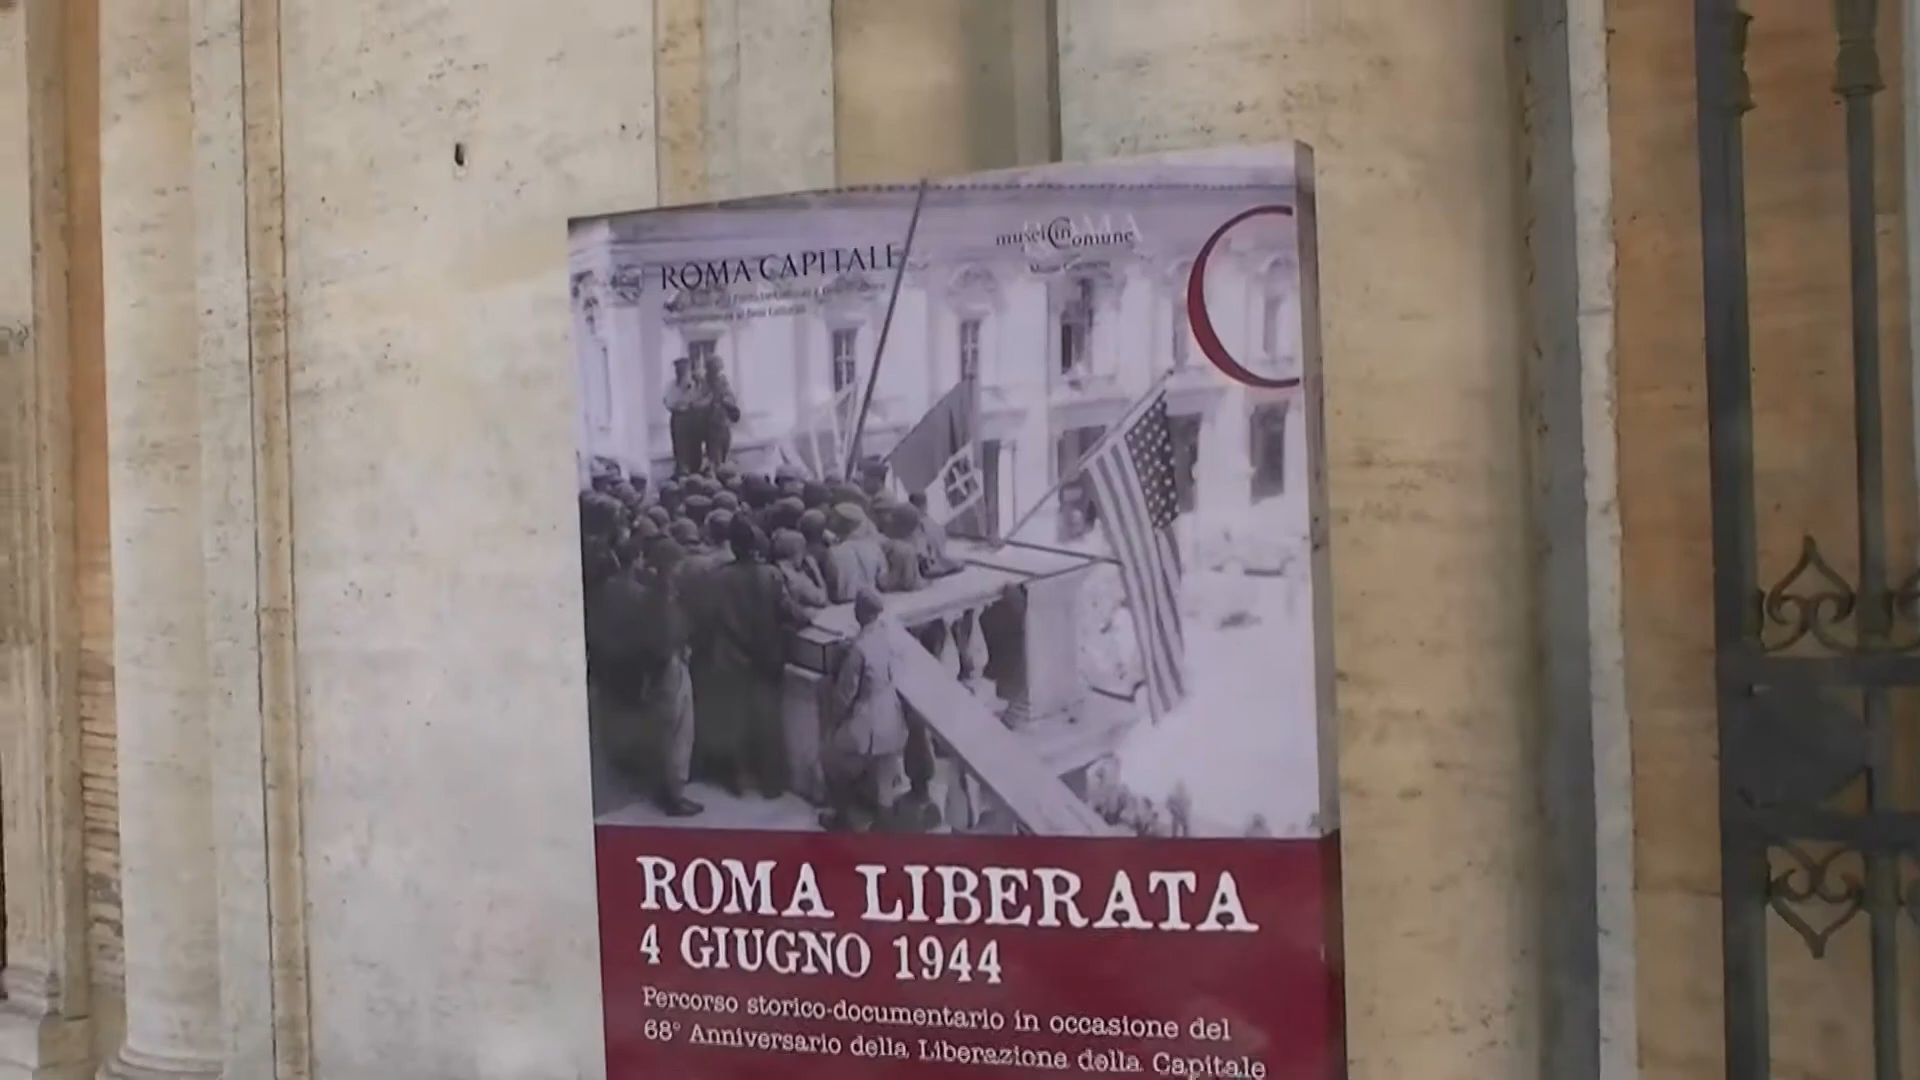 ROMA CAPITALE
musei in comune
ROMA LIBERATA
4 GIUGNO 1944
Percorso storico-documentario in occasione del
68° Anniversario della Liberazione della Capitale